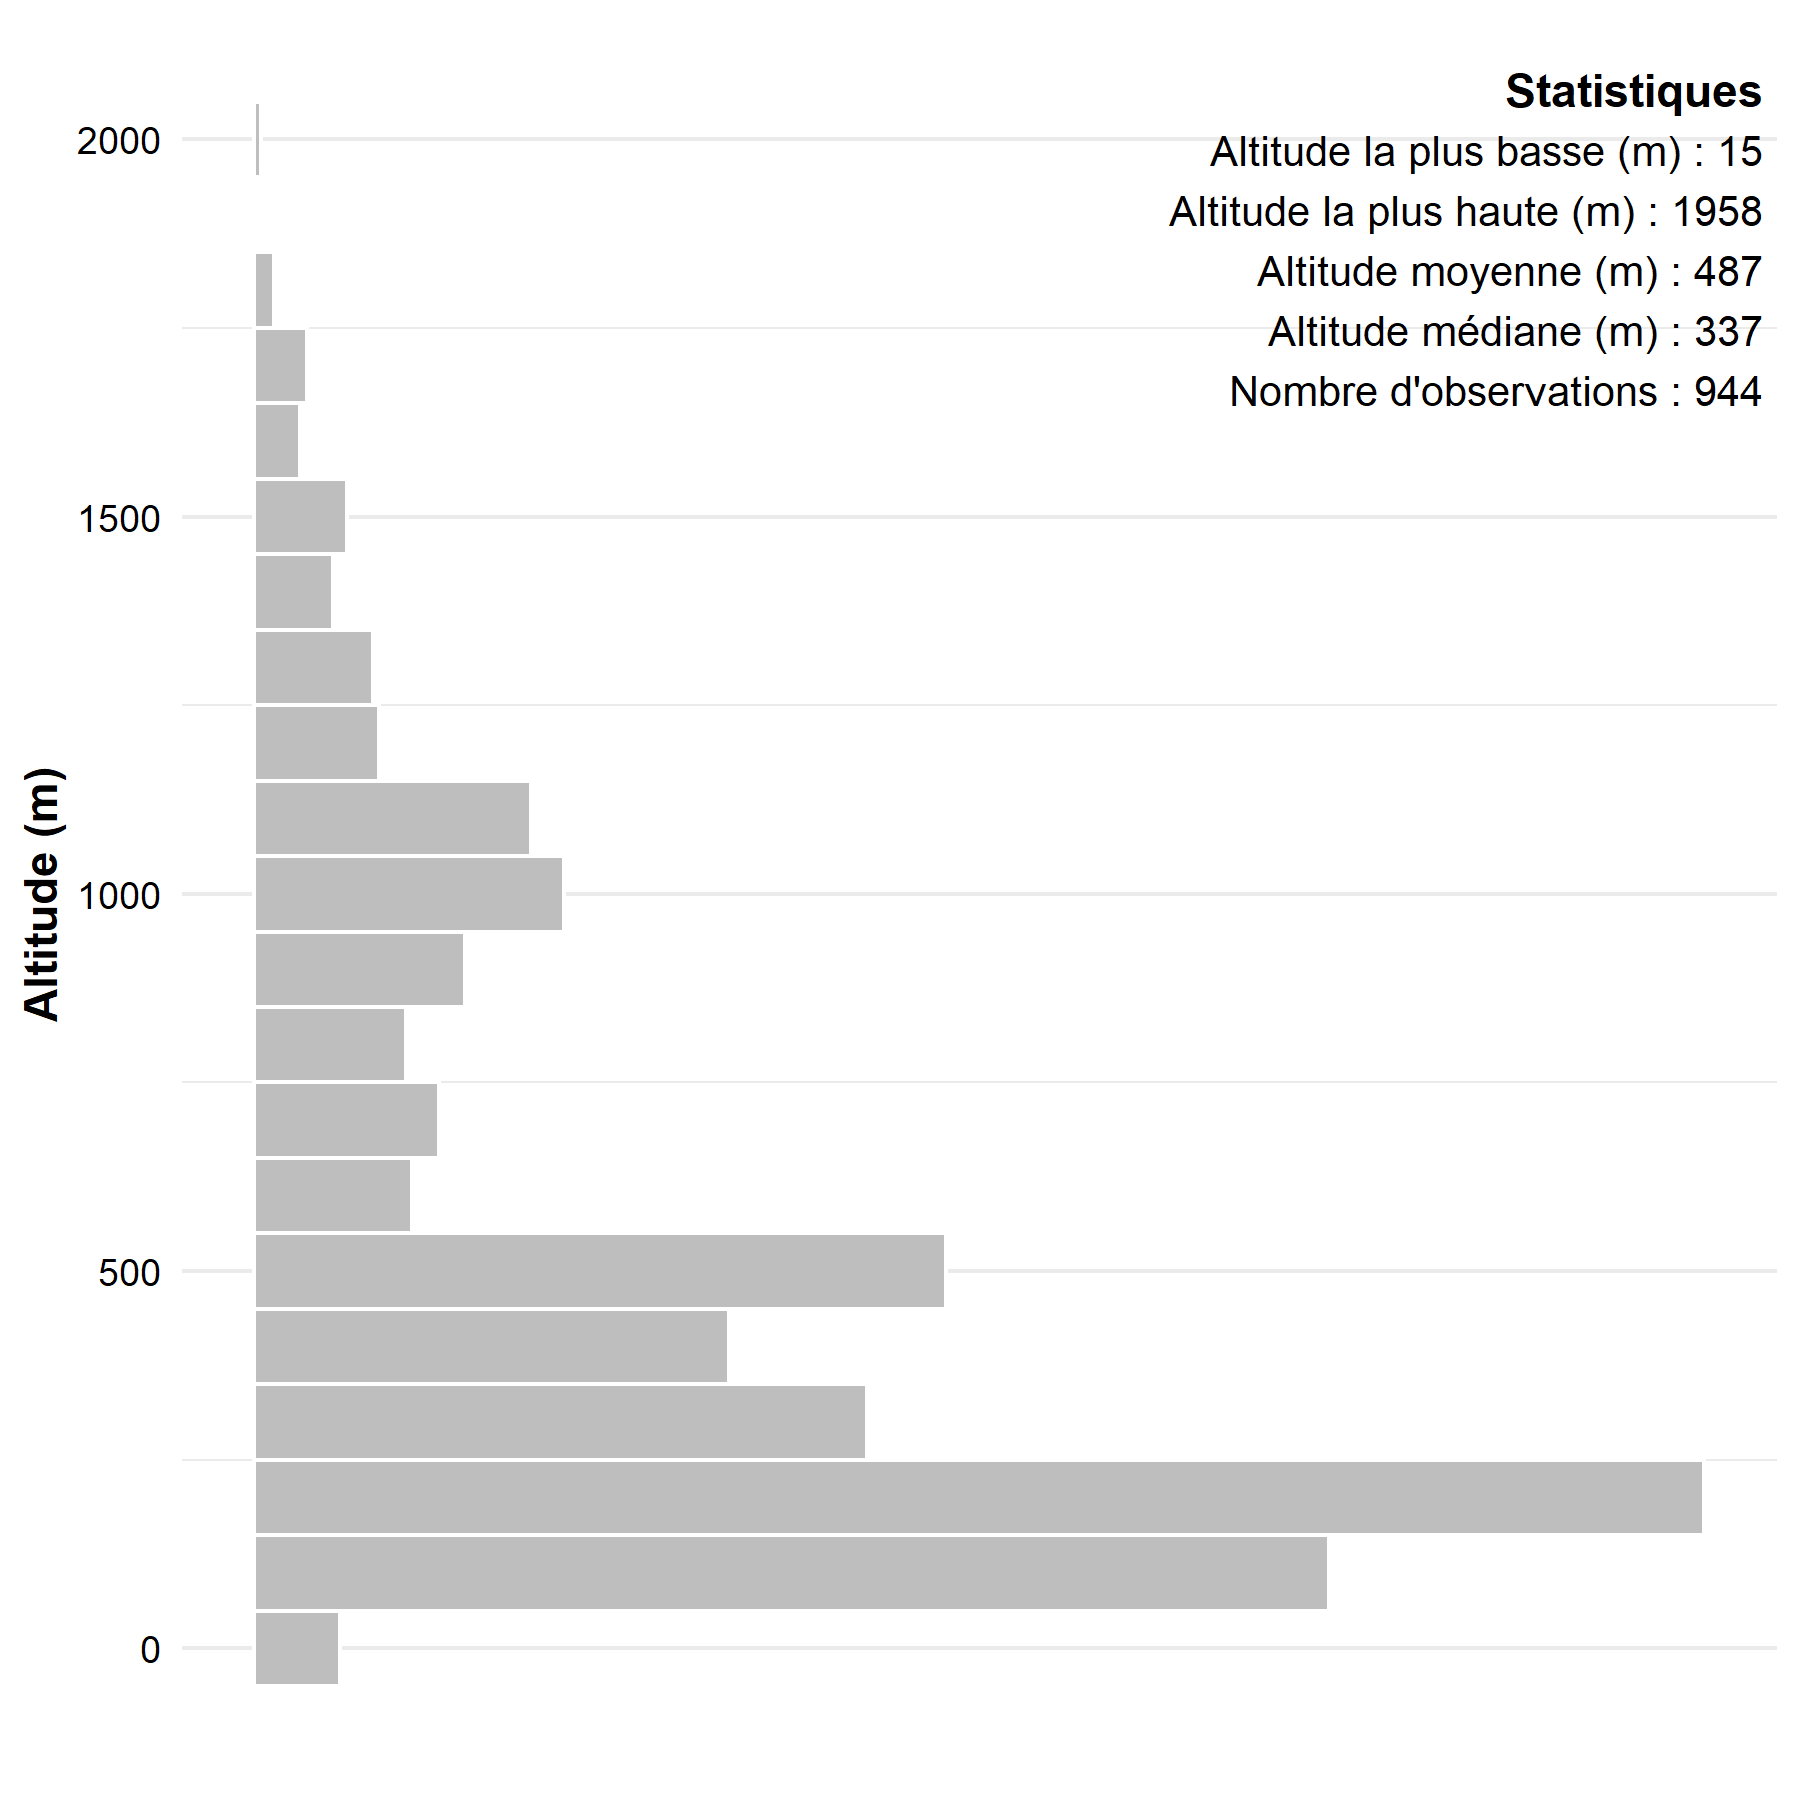 Statistiques
Altitude la plus basse (m) : 15
Altitude la plus haute (m) : 1958
Altitude moyenne (m) : 487
Altitude médiane (m) : 337
Nombre d'observations : 944
2000
1500
1000
500
0
Altitude (m)